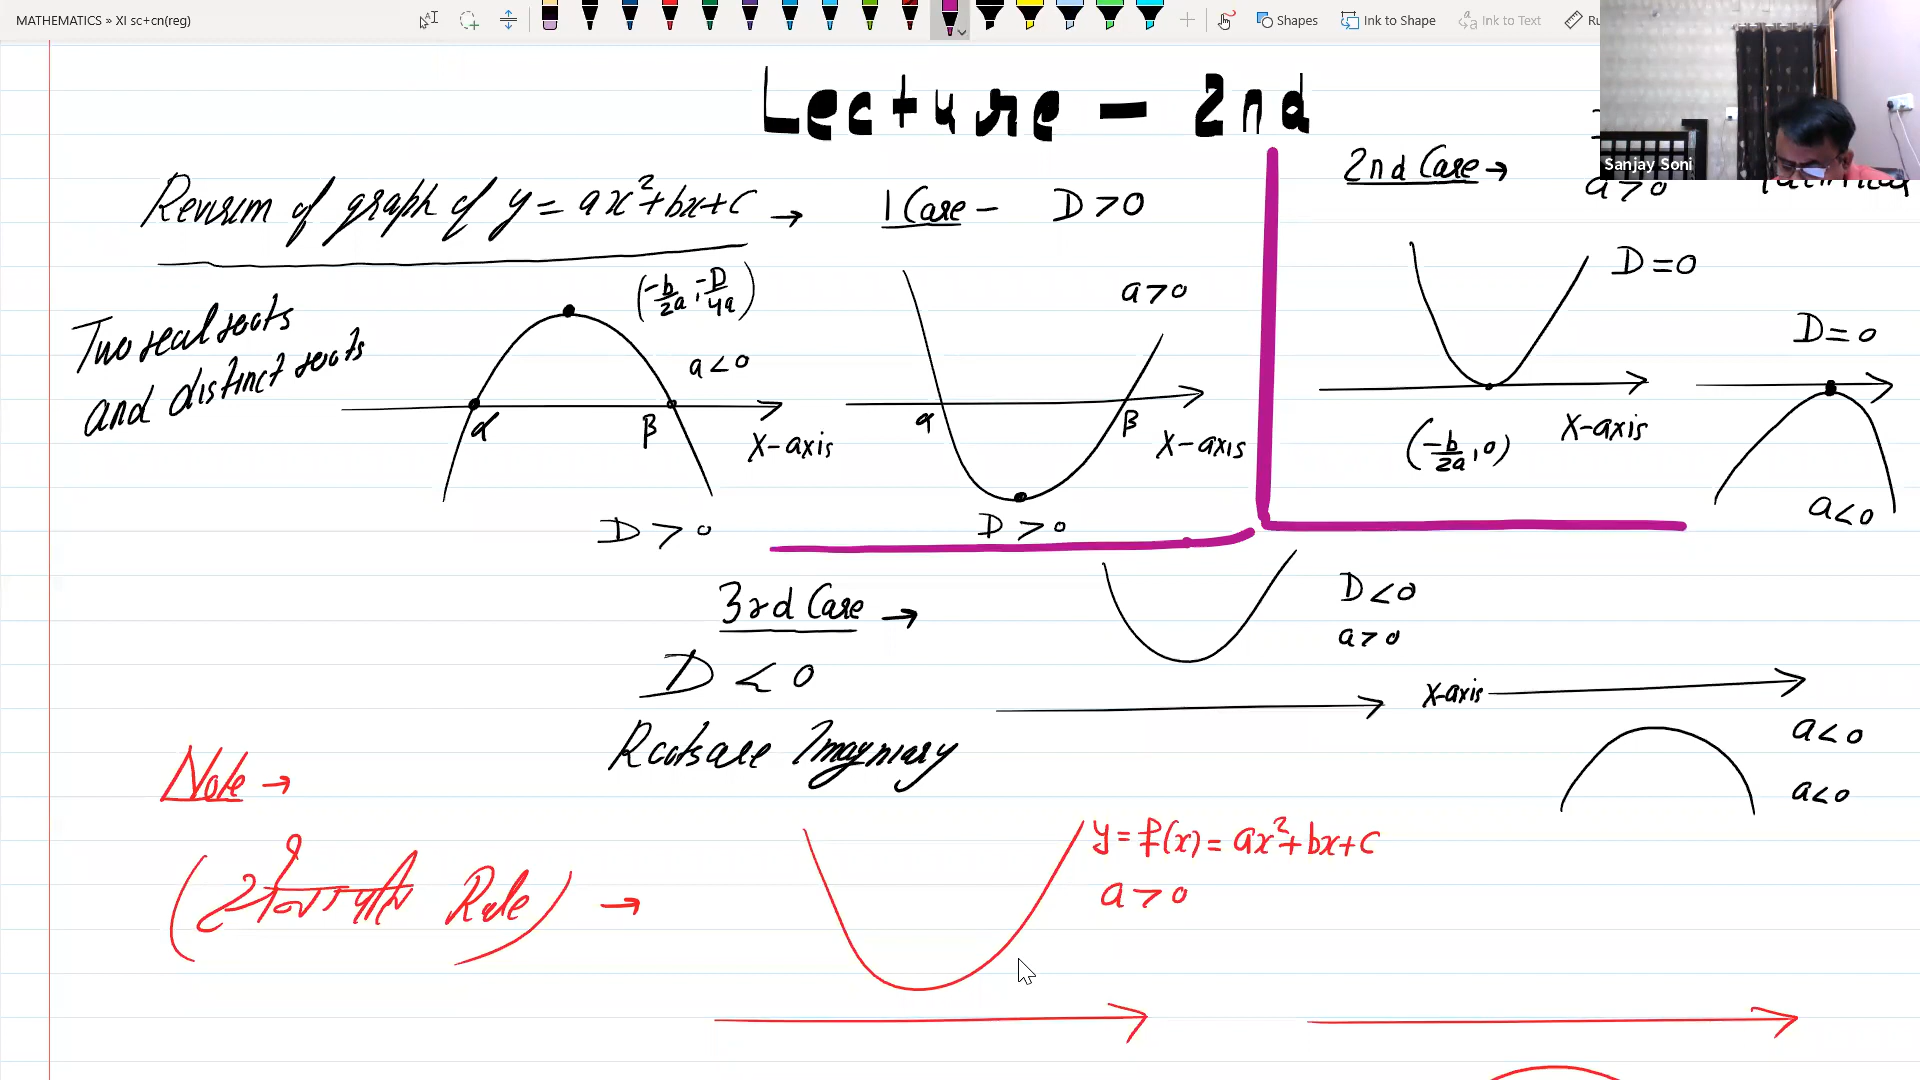 MATHEMATICS » XI sc+cn(reg)
Shapes
Ink to Shape
Ink to Text
Ru
Sanjay Soni
Lecture - 2nd
Revision of graph of y = ax²+bx+c →
1 Case - D > 0
2nd Case →
a > 0
Two real roots
and distinct roots
(-b/2a, -D/4a)
a < 0
α
β
X-axis
D > 0
a > 0
α
β
X-axis
D > 0
D = 0
(-b/2a, 0)
X-axis
D = 0
a < 0
3rd Case →
D < 0
Roots are Imaginary
D < 0
a > 0
X-axis
a < 0
a < 0
Note →
Rule) →
y = f(x) = ax²+bx+c
a > 0